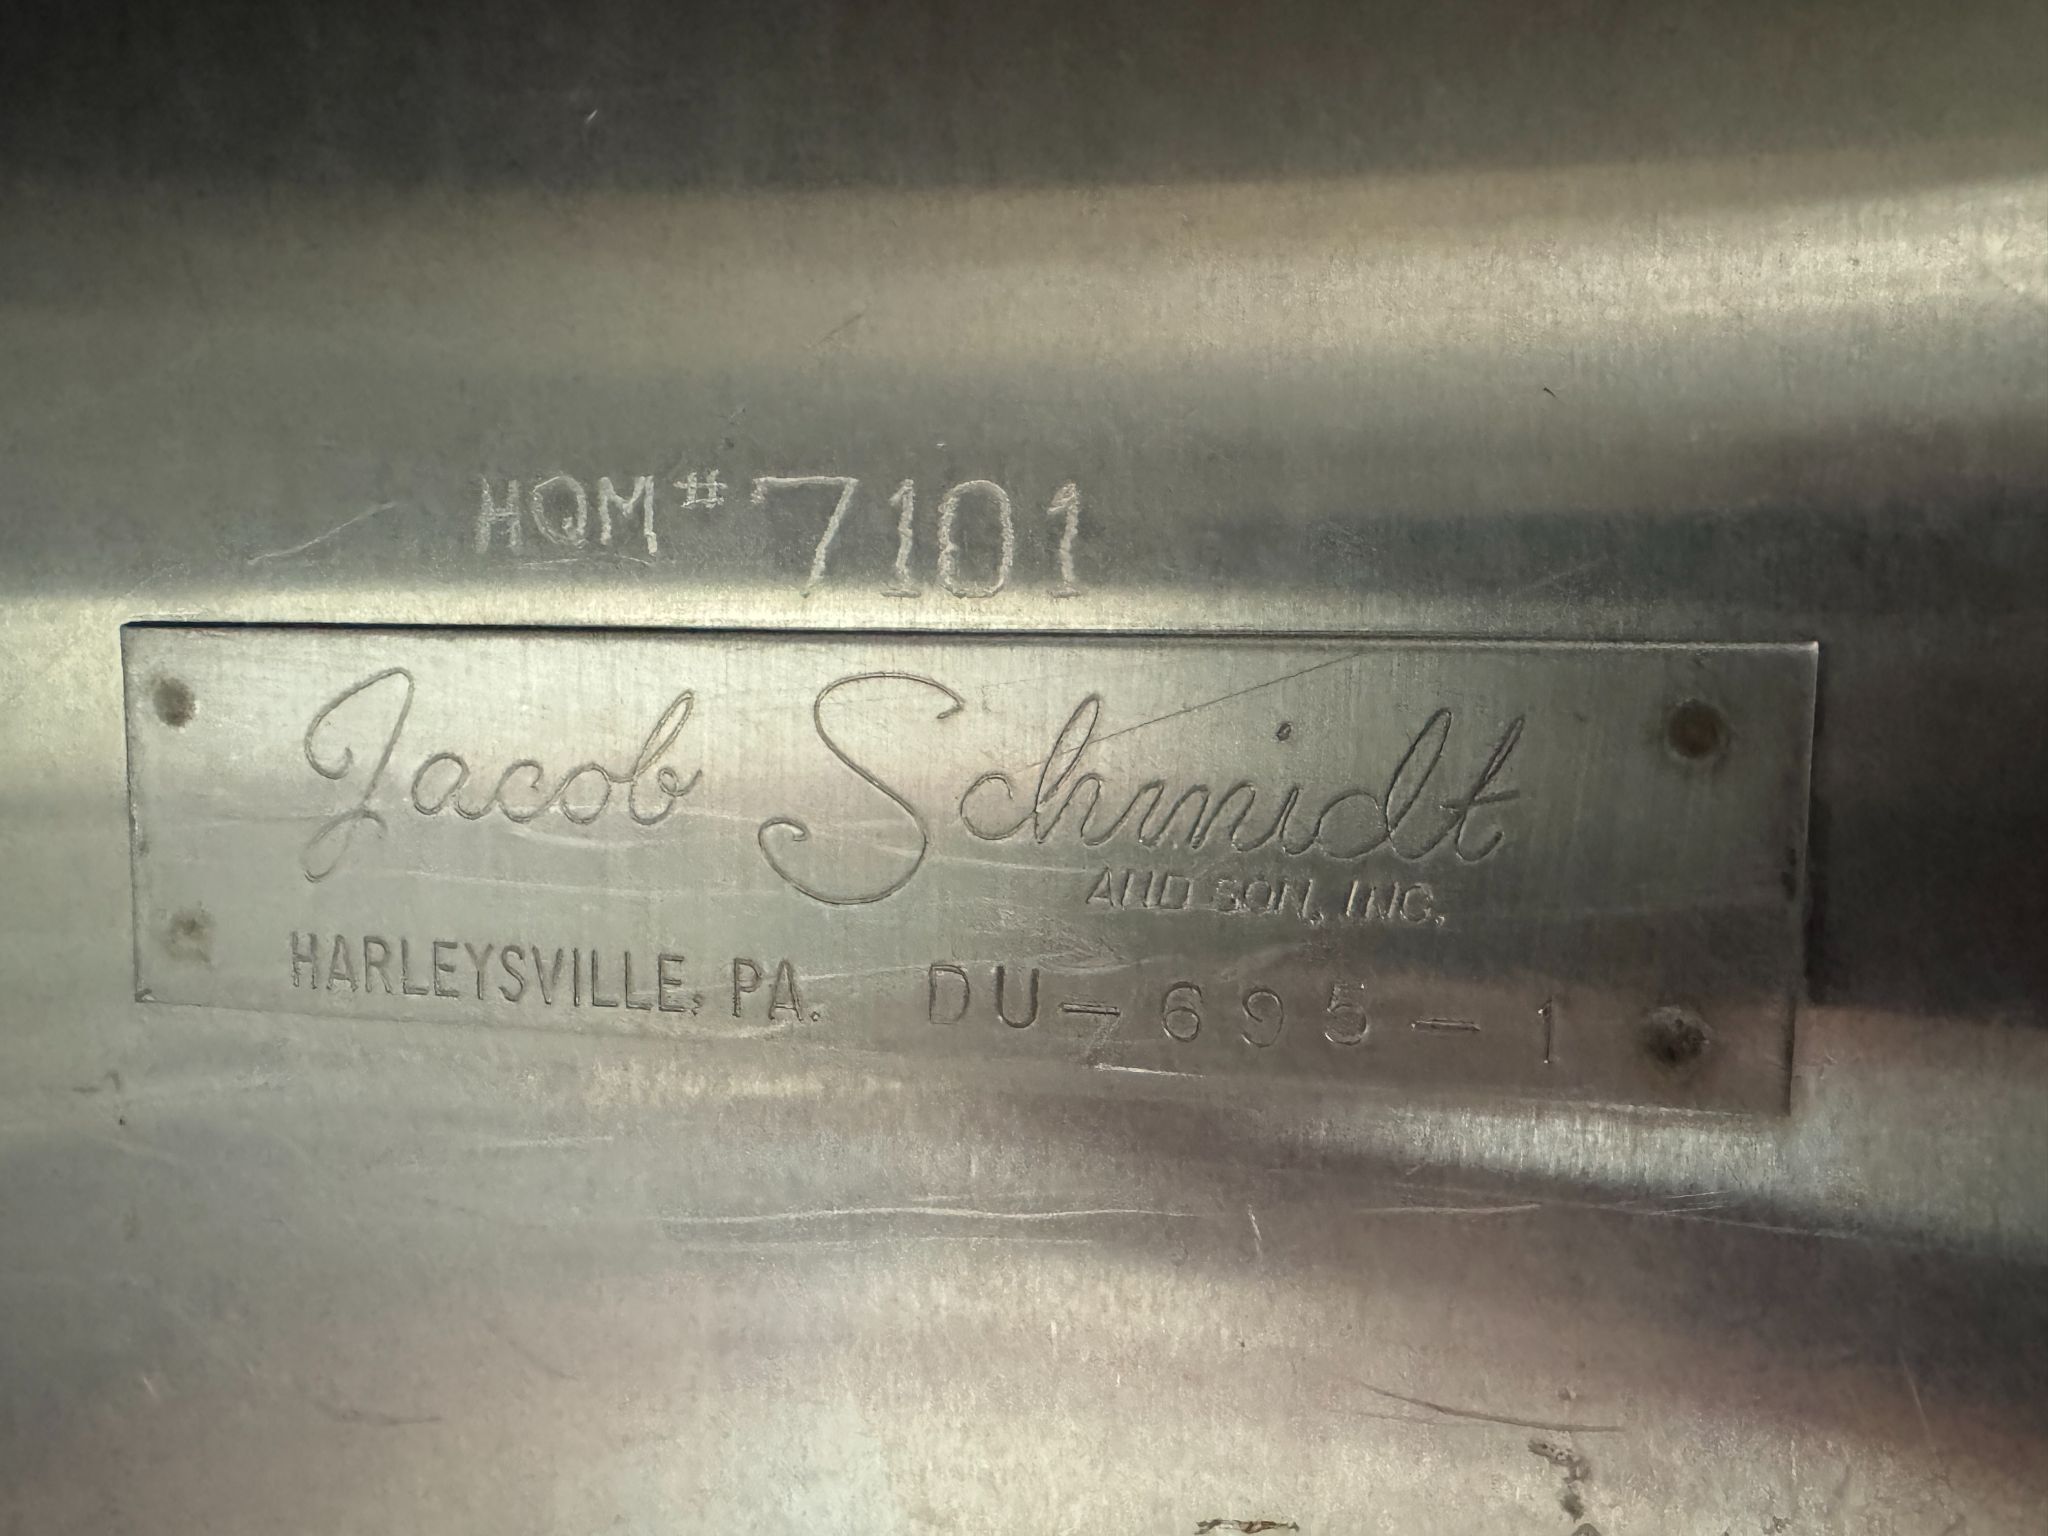 HQM# 7101
Jacob Schmidt
AND SON, INC.
HARLEYSVILLE, PA. DU-695-1